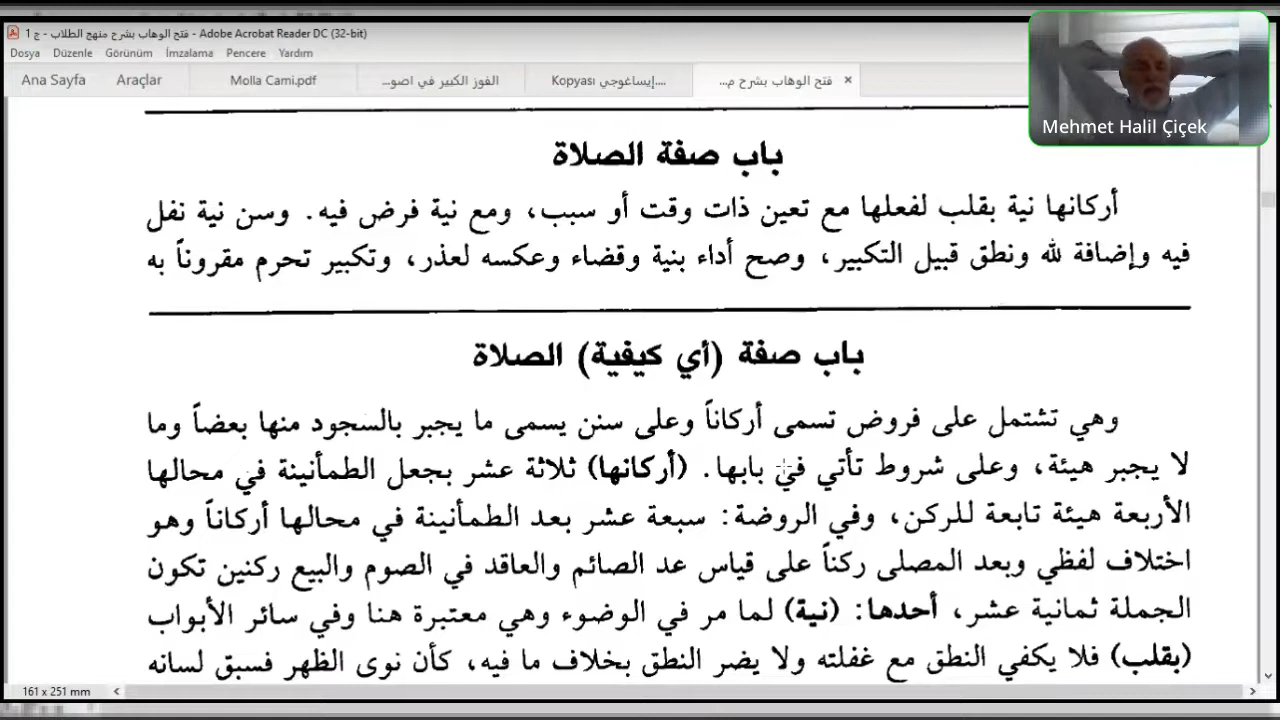 فتح الوهاب بشرح منهج الطلاب - ج 1 - Adobe Acrobat Reader DC (32-bit)
Dosya Düzenle Görünüm İmzalama Pencere Yardım
Ana Sayfa Araçlar Molla Cami.pdf الفوز الكبير في اصو... Kopyası إيساغوجي.... فتح الوهاب بشرح م... ×
Mehmet Halil Çiçek
باب صفة الصلاة
أركانها نية بقلب لفعلها مع تعين ذات وقت أو سبب، ومع نية فرض فيه. وسن نية نفل
فيه وإضافة لله ونطق قبيل التكبير، وصح أداء بنية وقضاء وعكسه لعذر، وتكبير تحرم مقروناً به
باب صفة (أي كيفية) الصلاة
وهي تشتمل على فروض تسمى أركاناً وعلى سنن يسمى ما يجبر بالسجود منها بعضاً وما
لا يجبر هيئة، وعلى شروط تأتي في بابها. (أركانها) ثلاثة عشر بجعل الطمأنينة في محالها
الأربعة هيئة تابعة للركن، وفي الروضة: سبعة عشر بعد الطمأنينة في محالها أركاناً وهو
اختلاف لفظي وبعد المصلى ركناً على قياس عد الصائم والعاقد في الصوم والبيع ركنين تكون
الجملة ثمانية عشر، أحدها: (نية) لما مر في الوضوء وهي معتبرة هنا وفي سائر الأبواب
(بقلب) فلا يكفي النطق مع غفلته ولا يضر النطق بخلاف ما فيه، كأن نوى الظهر فسبق لسانه
161 x 251 mm